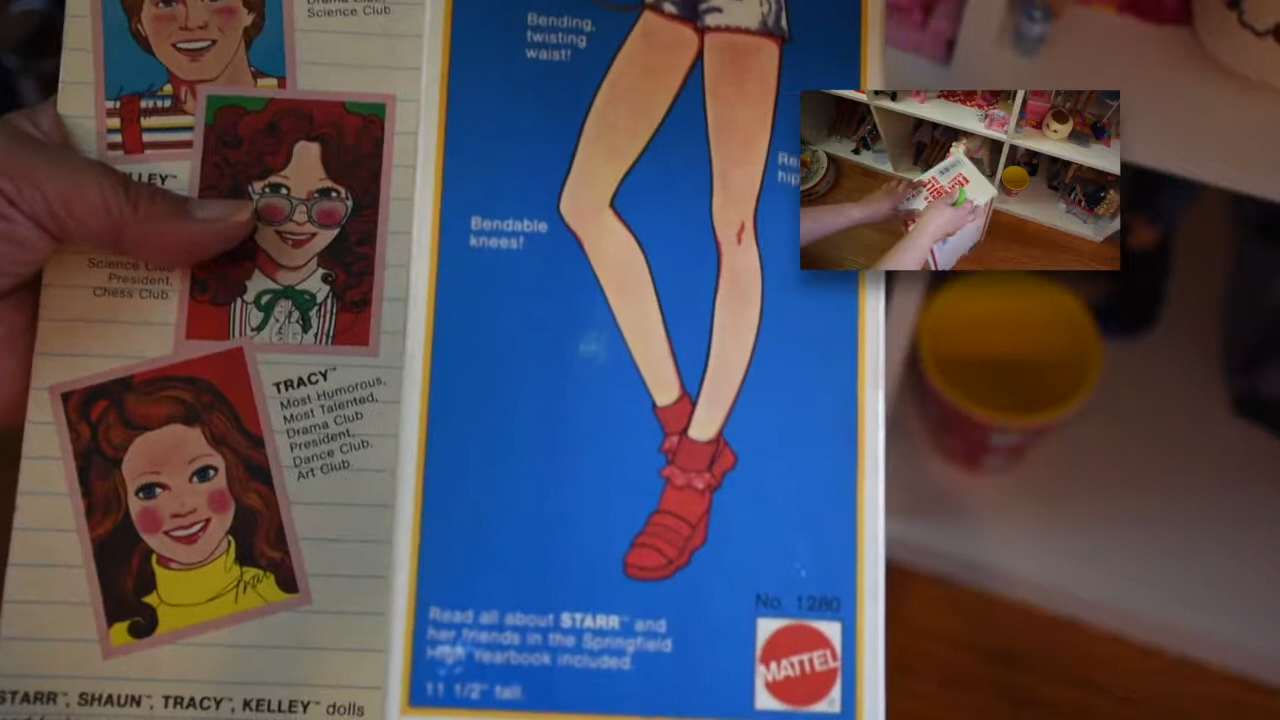 Science Club
Science Club
President,
Chess Club.
TRACY™
Most Humorous,
Most Talented,
Drama Club
President,
Dance Club,
Art Club.
STARR™, SHAUN™, TRACY™, KELLEY™ dolls
Bending,
twisting
waist!
Bendable
knees!
Read all about STARR™ and
her friends in the Springfield
High Yearbook included.
11 1/2" tall.
No. 1280
MATTEL